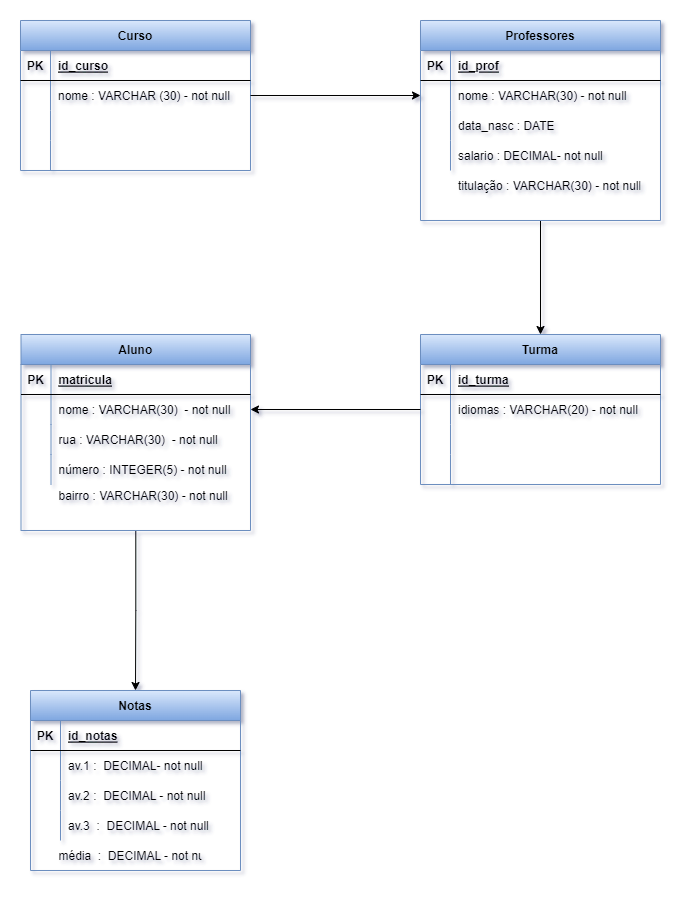 Curso
PK id_curso
nome : VARCHAR (30) - not null
Professores
PK id_prof
nome : VARCHAR(30) - not null
data_nasc : DATE
salario : DECIMAL- not null
titulação : VARCHAR(30) - not null
Aluno
PK matricula
nome : VARCHAR(30) - not null
rua : VARCHAR(30) - not null
número : INTEGER(5) - not null
bairro : VARCHAR(30) - not null
Turma
PK id_turma
idiomas : VARCHAR(20) - not null
Notas
PK id_notas
av.1 : DECIMAL- not null
av.2 : DECIMAL - not null
av.3 : DECIMAL - not null
média : DECIMAL - not